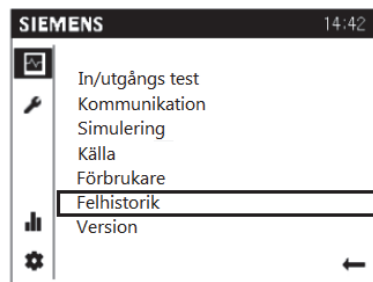 SIEMENS 14:42
In/utgångs test
Kommunikation
Simulering
Källa
Förbrukare
Felhistorik
Version